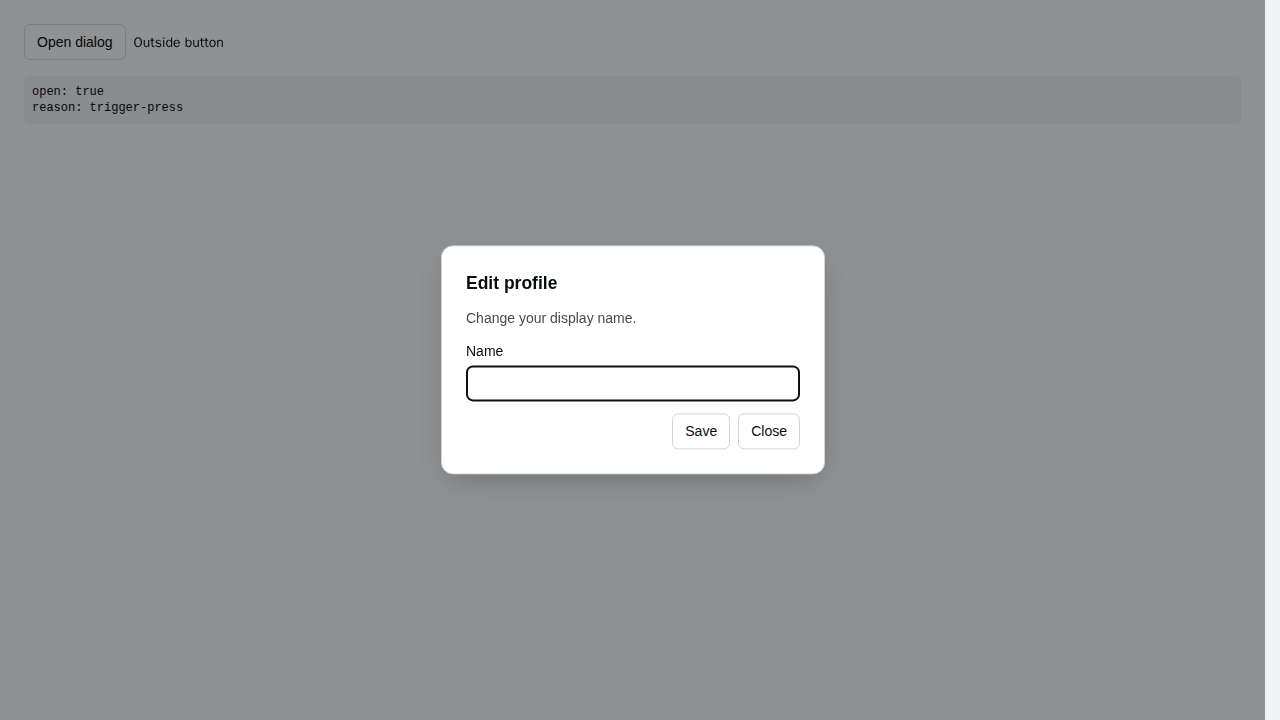 Open dialog Outside button
open: true
reason: trigger-press
Edit profile
Change your display name.
Name
Save Close